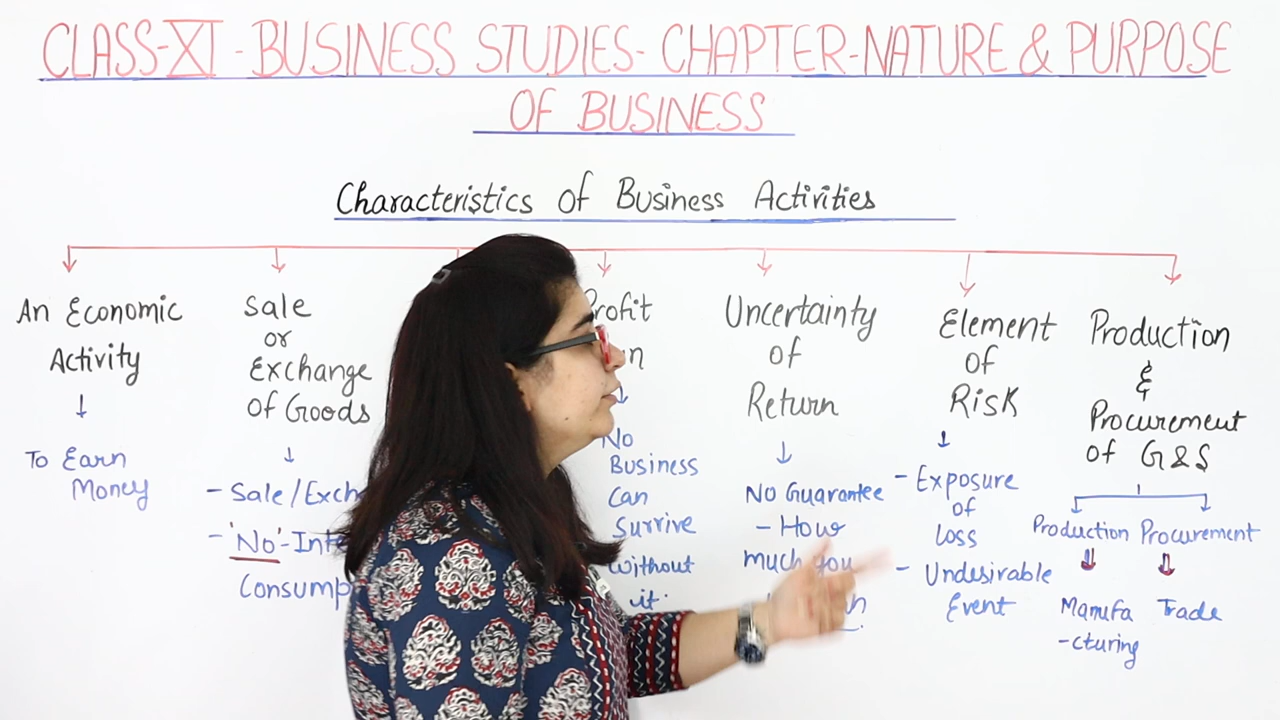 CLASS-XI-BUSINESS STUDIES-CHAPTER-NATURE & PURPOSE
OF BUSINESS
Characteristics of Business Activities
An Economic
Activity
↓
To Earn
Money
Sale
or
Exchange
of Goods
↓
- Sale/Exch
- 'No'-Inte
Consump
Profit
↓
No
Business
Can
Survive
without
it.
Uncertainty
of
Return
↓
No Guarantee
- How
much you
Element
of
Risk
↓
- Exposure
of
loss
- Undesirable
Event
Production
&
Procurement
of G&S
Production Procurement
Manufa Trade
-cturing